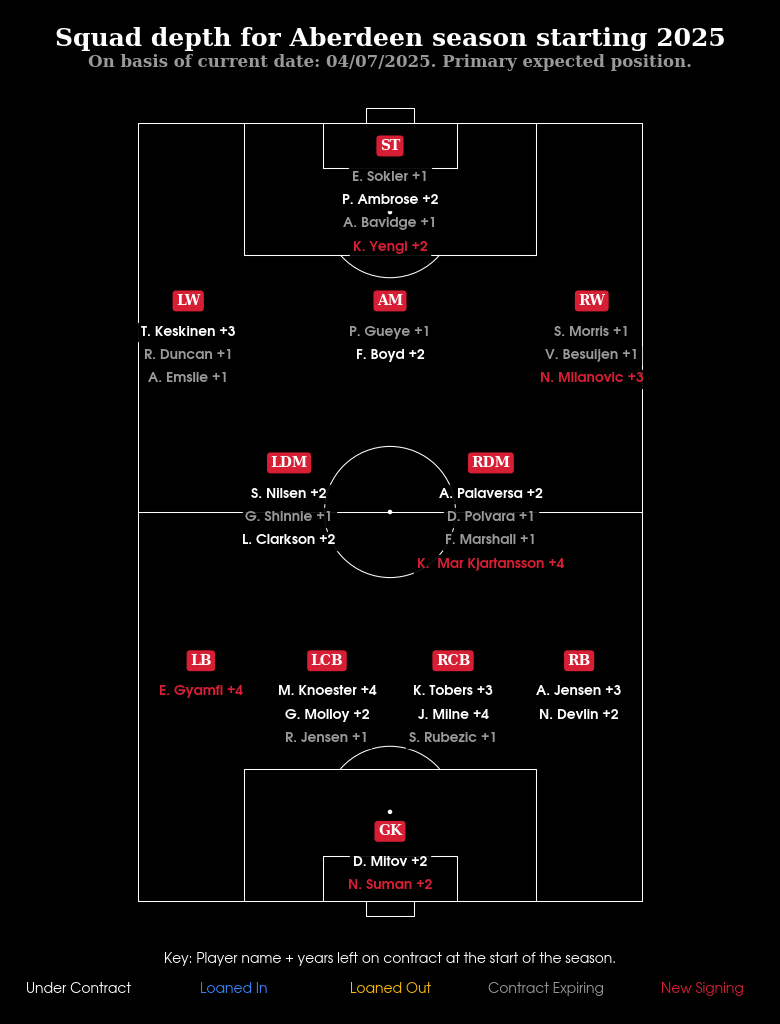 Squad depth for Aberdeen season starting 2025
On basis of current date: 04/07/2025. Primary expected position.
ST
E. Sokler +1
P. Ambrose +2
A. Bavidge +1
K. Yengi +2
LW
T. Keskinen +3
R. Duncan +1
A. Emslie +1
AM
P. Gueye +1
F. Boyd +2
RW
S. Morris +1
V. Besuijen +1
N. Milanovic +3
LDM
S. Nilsen +2
G. Shinnie +1
L. Clarkson +2
RDM
A. Palaversa +2
D. Polvara +1
F. Marshall +1
K.  Mar Kjartansson +4
LB
E. Gyamfi +4
LCB
M. Knoester +4
G. Molloy +2
R. Jensen +1
RCB
K. Tobers +3
J. Milne +4
S. Rubezic +1
RB
A. Jensen +3
N. Devlin +2
GK
D. Mitov +2
N. Suman +2
Key: Player name + years left on contract at the start of the season.
Under Contract Loaned In Loaned Out Contract Expiring New Signing